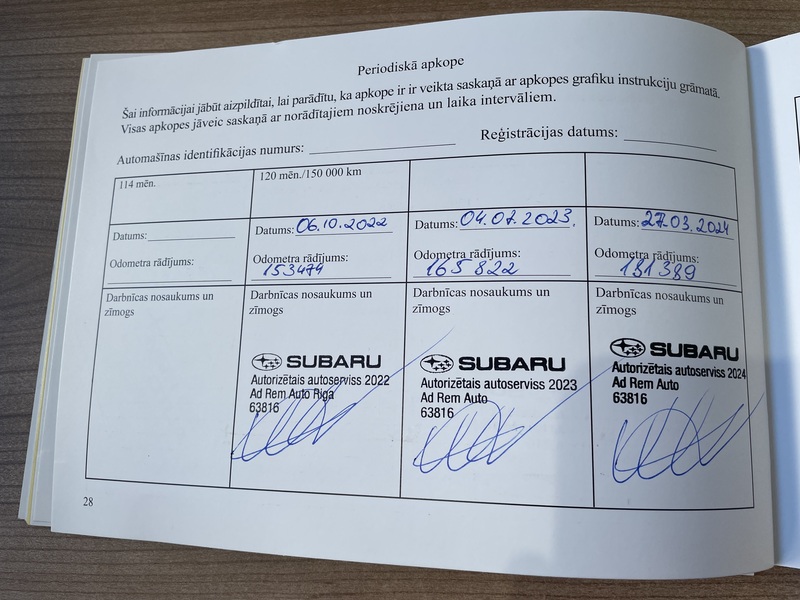 Periodiskā apkope
Šai informācijai jābūt aizpildītai, lai parādītu, ka apkope ir ir veikta saskaņā ar apkopes grafiku instrukciju grāmatā.
Visas apkopes jāveic saskaņā ar norādītajiem noskrējiena un laika intervāliem.
Automašīnas identifikācijas numurs:
Reģistrācijas datums:
114 mēn.
120 mēn./150 000 km
Datums:
Datums: 06.10.2022
Datums: 04.07.2023.
Datums: 27.03.2024
Odometra rādījums:
Odometra rādījums:
Odometra rādījums:
Odometra rādījums:
153479
165 822
181 389
Darbnīcas nosaukums un
zīmogs
Darbnīcas nosaukums un
zīmogs
Darbnīcas nosaukums un
zīmogs
Darbnīcas nosaukums un
zīmogs
SUBARU
Autorizētais autoserviss 2022
Ad Rem Auto Rīga
63816
SUBARU
Autorizētais autoserviss 2023
Ad Rem Auto
63816
SUBARU
Autorizētais autoserviss 2024
Ad Rem Auto
63816
28